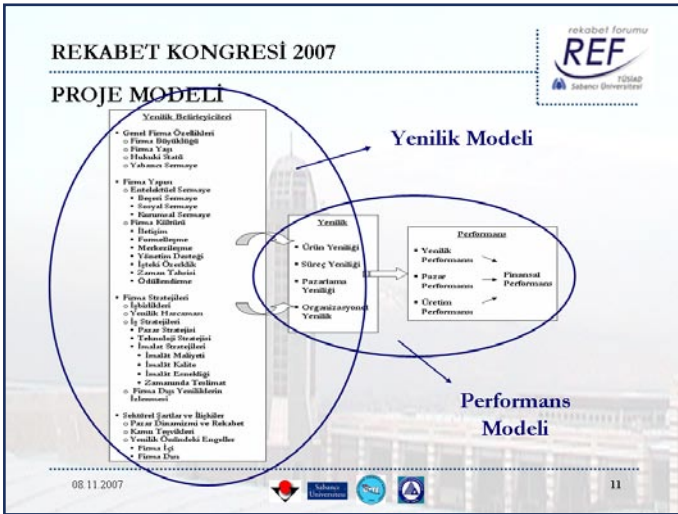 REKABET KONGRESİ 2007
rekabet forumu
REF
TÜSİAD
Sabancı Üniversitesi
PROJE MODELİ
Yenilik Belirleyicileri
• Genel Firma Özellikleri
o Firma Büyüklüğü
o Firma Yaşı
o Hukuki Statü
o Yabancı Sermaye
• Firma Yapısı
o Entelektüel Sermaye
• Beşeri Sermaye
• Sosyal Sermaye
• Kurumsal Sermaye
o Firma Kültürü
• İletişim
• Formelleşme
• Merkezileşme
• Yönetim Desteği
• İşteki Özerklik
• Zaman Tahsisi
• Ödüllendirme
• Firma Stratejileri
o İşbirlikleri
o Yenilik Harcaması
o İş Stratejileri
• Pazar Stratejisi
• Teknoloji Stratejisi
• İmalat Stratejileri
• İmalât Maliyeti
• İmalât Kalite
• İmalât Esnekliği
• Zamanında Teslimat
o Firma Dışı Yeniliklerin
İzlenmesi
• Sektörel Şartlar ve İlişkiler
o Pazar Dinamizmi ve Rekabet
o Kamu Teşvikleri
o Yenilik Önündeki Engeller
• Firma İçi
• Firma Dışı
Yenilik Modeli
Yenilik
• Ürün Yeniliği
• Süreç Yeniliği
• Pazarlama
Yeniliği
• Organizasyonel
Yenilik
Performans
• Yenilik
Performansı
• Pazar
Performansı
• Üretim
Performansı
Finansal
Performans
Performans
Modeli
08.11.2007
Sabancı
Üniversitesi
11